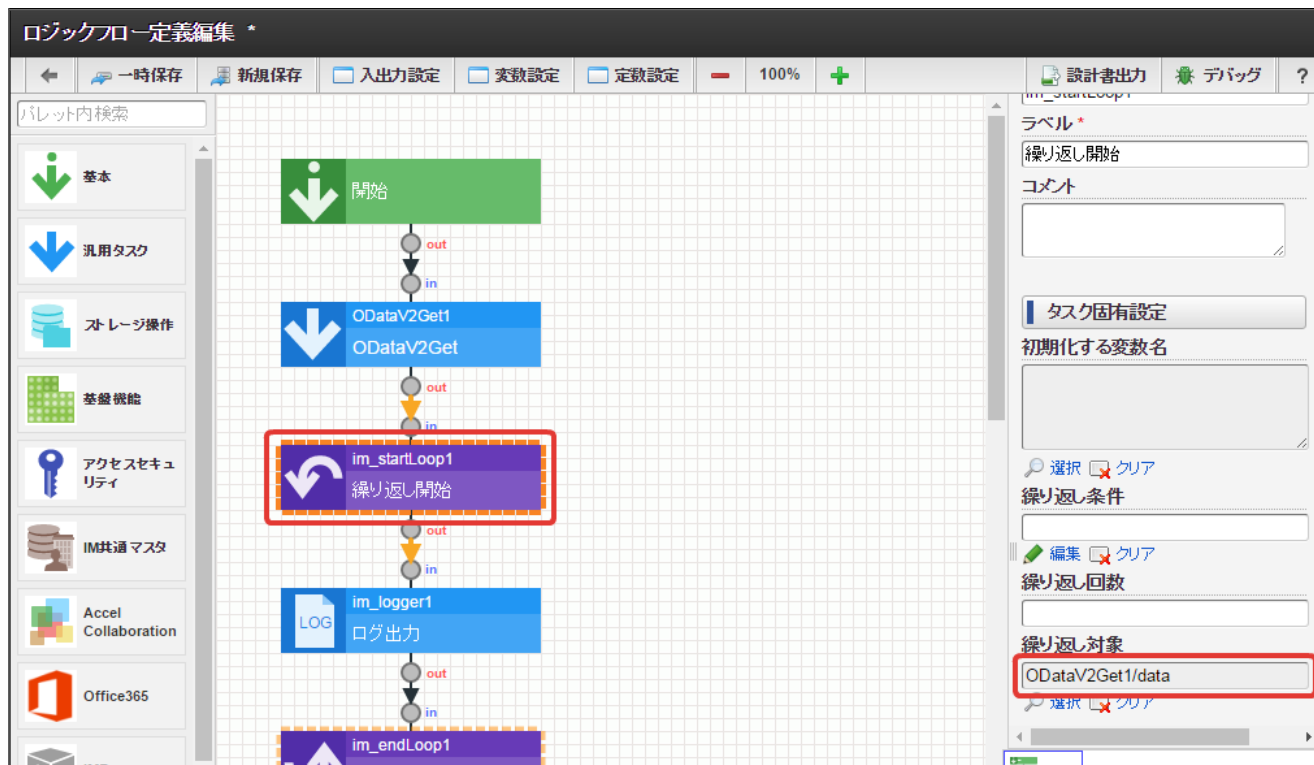 ロジックフロー定義編集 *
一時保存 新規保存 入出力設定 変数設定 定数設定 100% 設計書出力 デバッグ ?
パレット内検索
基本
汎用タスク
ストレージ操作
基盤機能
アクセスセキュ
リティ
IM共通マスタ
Accel
Collaboration
Office365
開始
out
in
ODataV2Get1
ODataV2Get
out
in
im_startLoop1
繰り返し開始
out
in
LOG
im_logger1
ログ出力
out
in
im_endLoop1
im_startLoop1
ラベル *
繰り返し開始
コメント
タスク固有設定
初期化する変数名
選択 クリア
繰り返し条件
編集 クリア
繰り返し回数
繰り返し対象
ODataV2Get1/data
選択 クリア